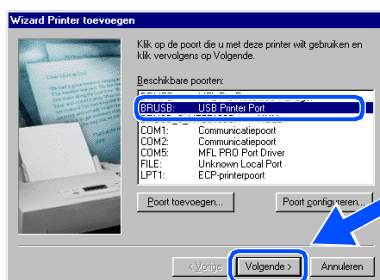 Wizard Printer toevoegen
Klik op de poort die u met deze printer wilt gebruiken en
klik vervolgens op Volgende.
Beschikbare poorten:
BRUSB: USB Printer Port
COM1: Communicatiepoort
COM2: Communicatiepoort
COM5: MFL PRO Port Driver
FILE: Unknown Local Port
LPT1: ECP-printerpoort
Poort toevoegen... Poort configureren...
< Vorige Volgende > Annuleren